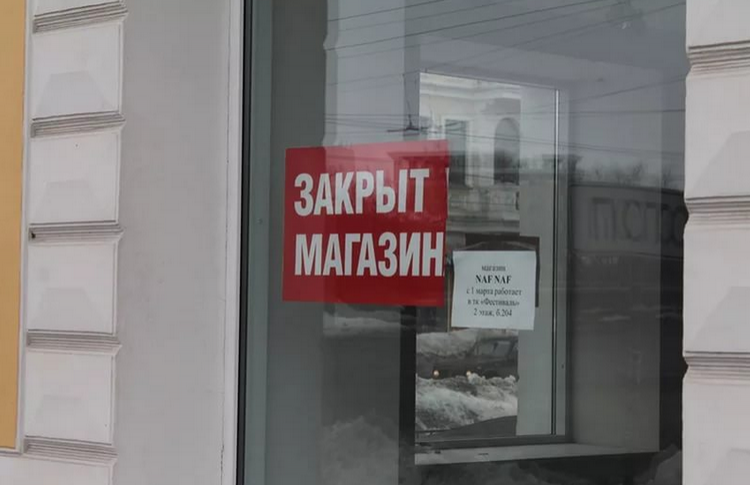 ЗАКРЫТ
МАГАЗИН
магазин
NAF NAF
с 1 марта работает
в тк «Фестиваль»
2 этаж, б.204